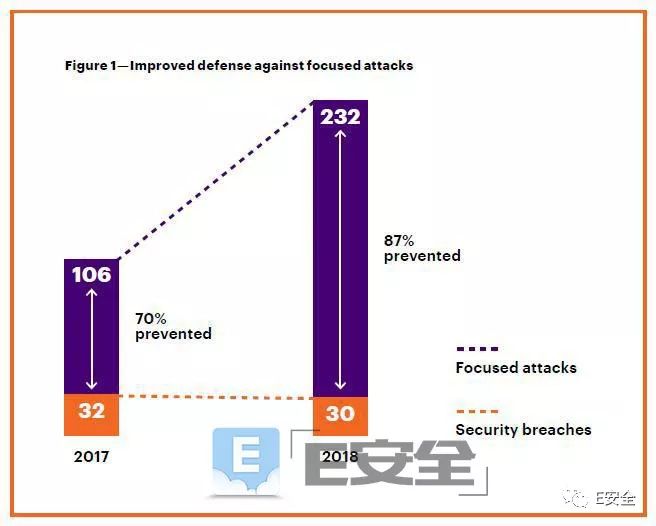 Figure 1—Improved defense against focused attacks
232
106
87%
prevented
70%
prevented
Focused attacks
32
30
Security breaches
2017
2018
E
E安全
E安全